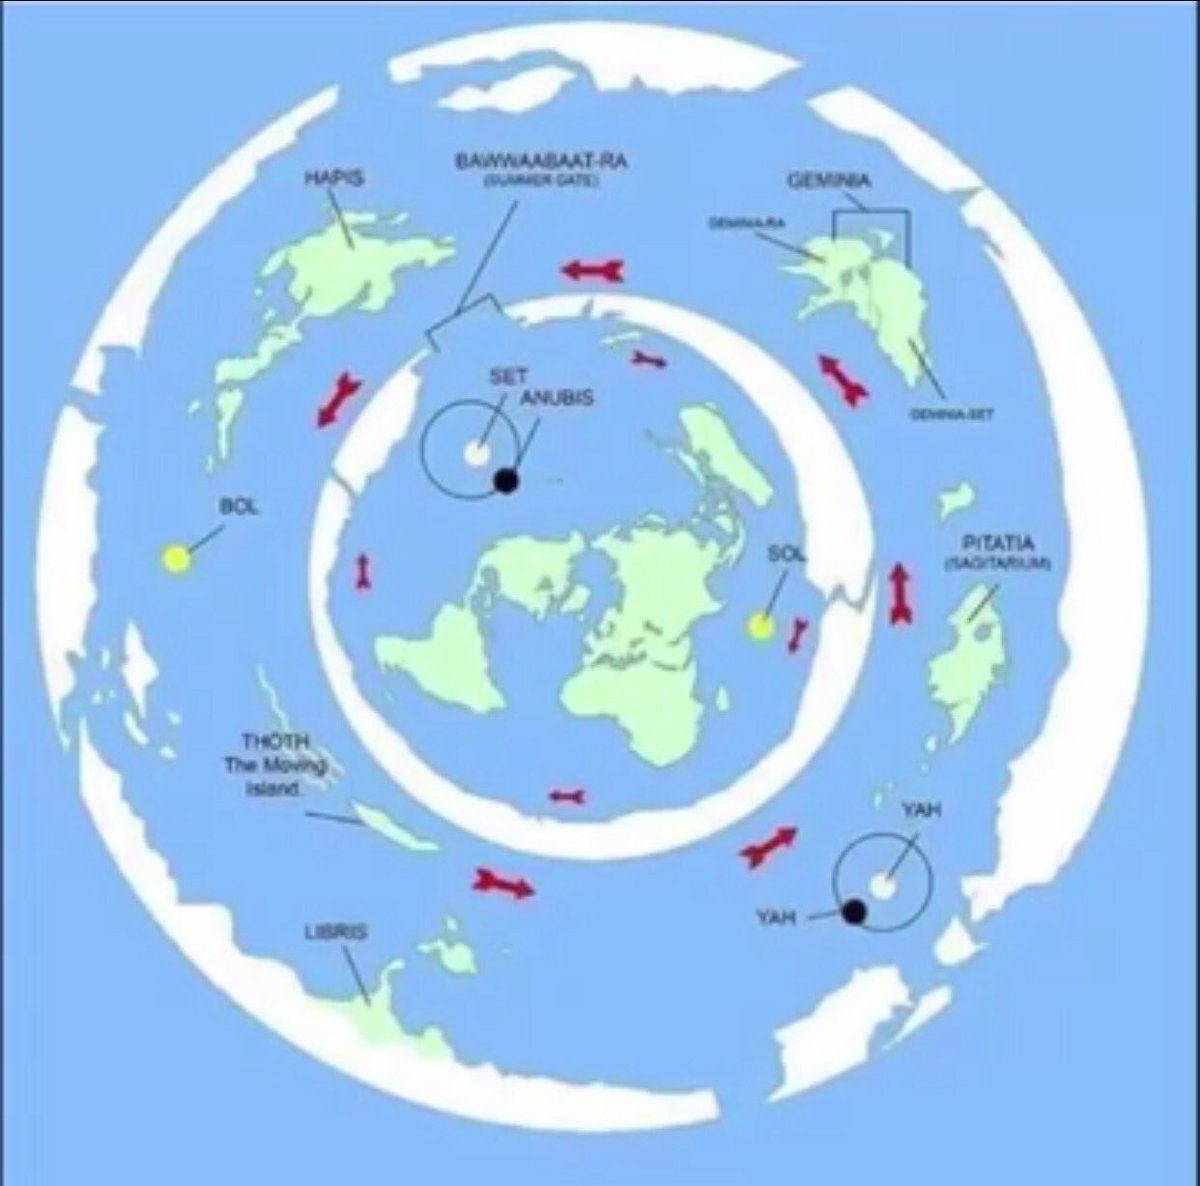 BAWWAABAAT-RA
(SUMMER GATE)
HAPIS
GEMINIA
GEMINIA-RA
SET
ANUBIS
GEMINIA-SET
BOL
SOL
PITATIA
(SAGITARIUM)
THOTH
The Moving
Island
YAH
YAH
LIBRIS